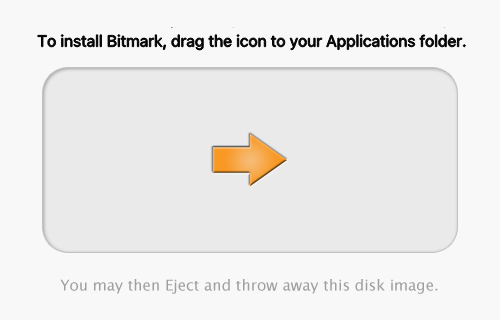 To install Bitmark, drag the icon to your Applications folder.
You may then Eject and throw away this disk image.